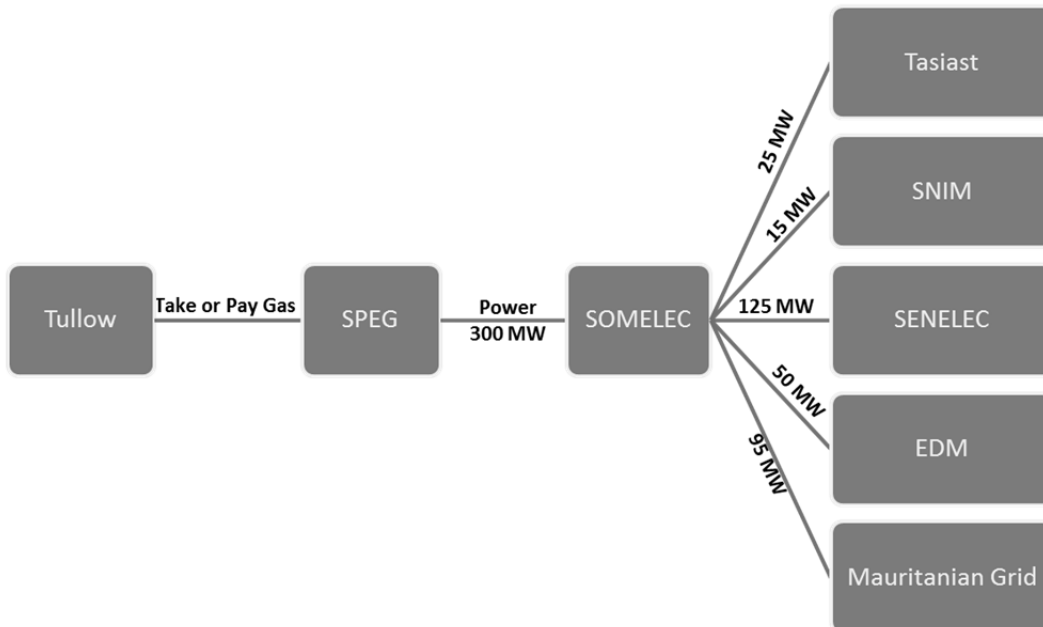 Tullow
Take or Pay Gas
SPEG
Power
300 MW
SOMELEC
25 MW
Tasiast
15 MW
SNIM
125 MW
SENELEC
50 MW
EDM
95 MW
Mauritanian Grid